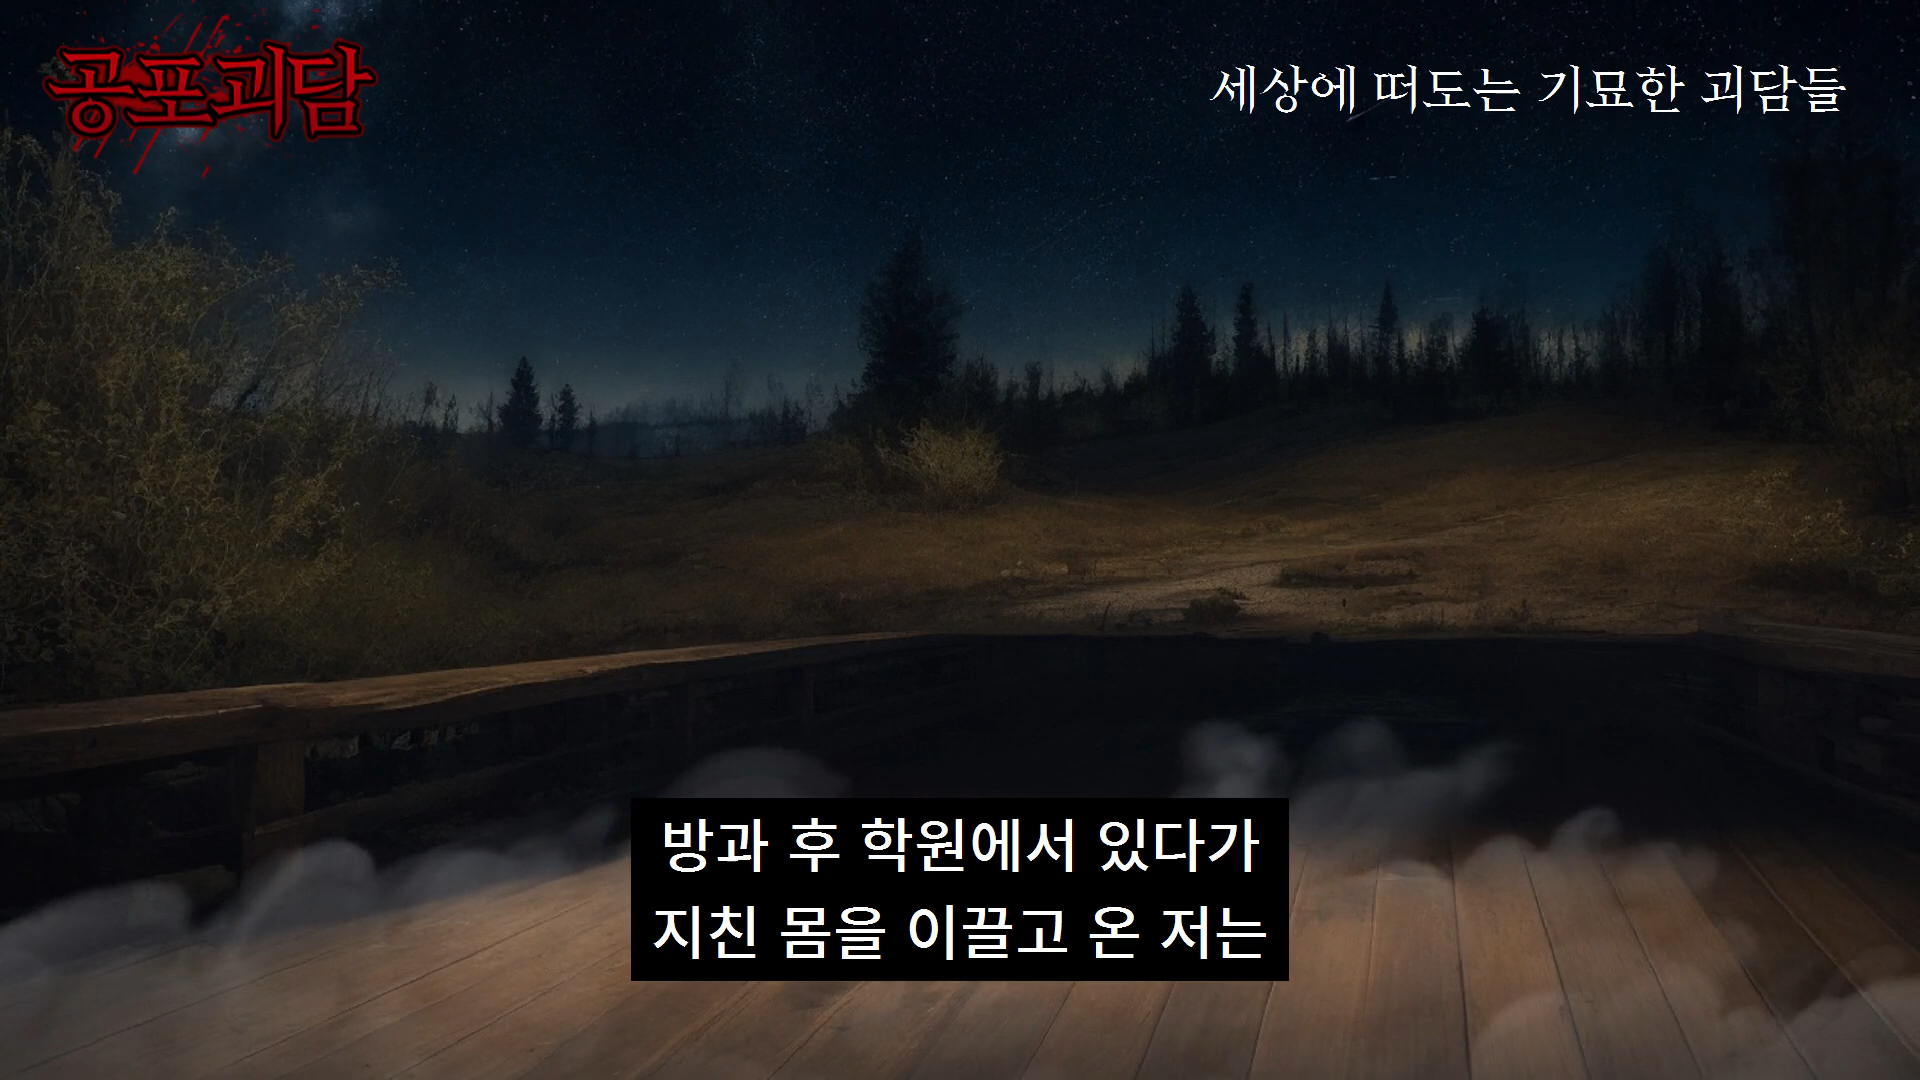 공포괴담
세상에 떠도는 기묘한 괴담들
방과 후 학원에서 있다가
지친 몸을 이끌고 온 저는